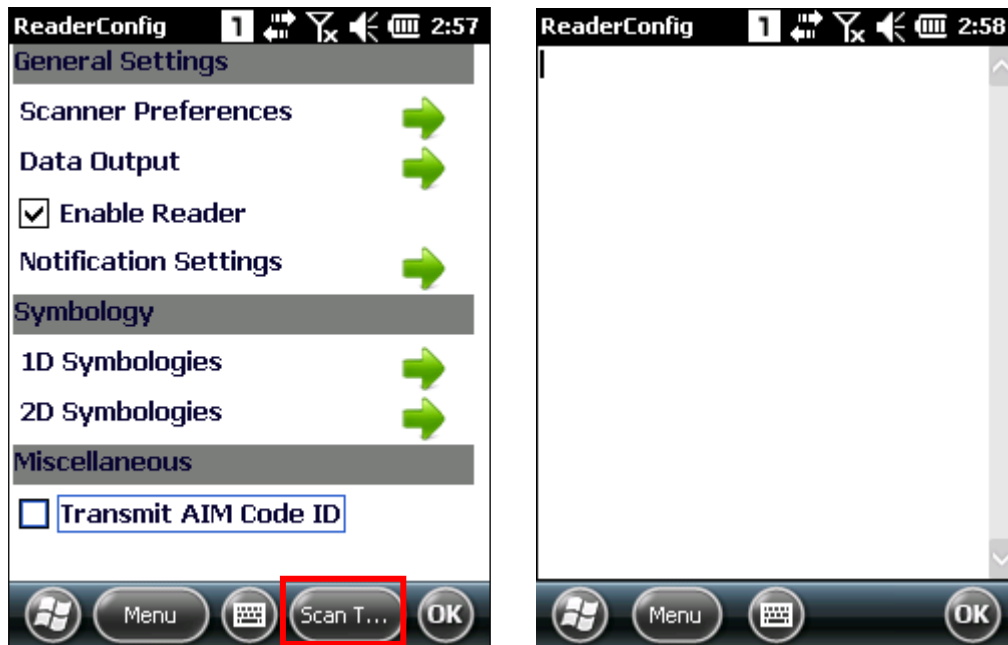 ReaderConfig 1 2:57
General Settings
Scanner Preferences
Data Output
Enable Reader
Notification Settings
Symbology
1D Symbologies
2D Symbologies
Miscellaneous
Transmit AIM Code ID
Menu Scan T... OK
ReaderConfig 1 2:58
Menu OK